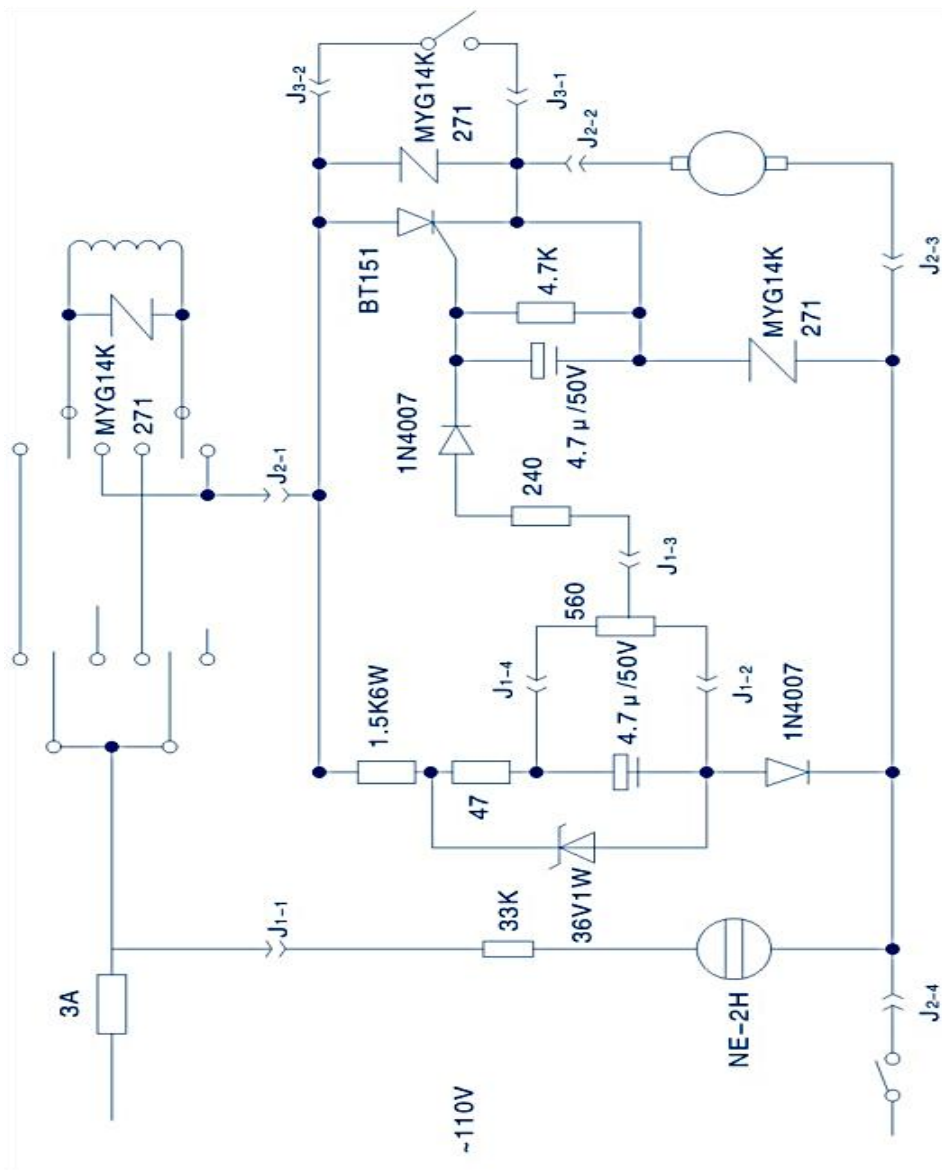 3A
~110V
J1-1
33K
NE-2H
J2-4
36V1W
47
1.5K6W
4.7μ/50V
1N4007
J1-4
J1-2
560
J1-3
240
1N4007
J2-1
MYG14K
271
BT151
4.7K
4.7μ/50V
MYG14K
271
J3-2
MYG14K
271
J3-1
J2-2
J2-3